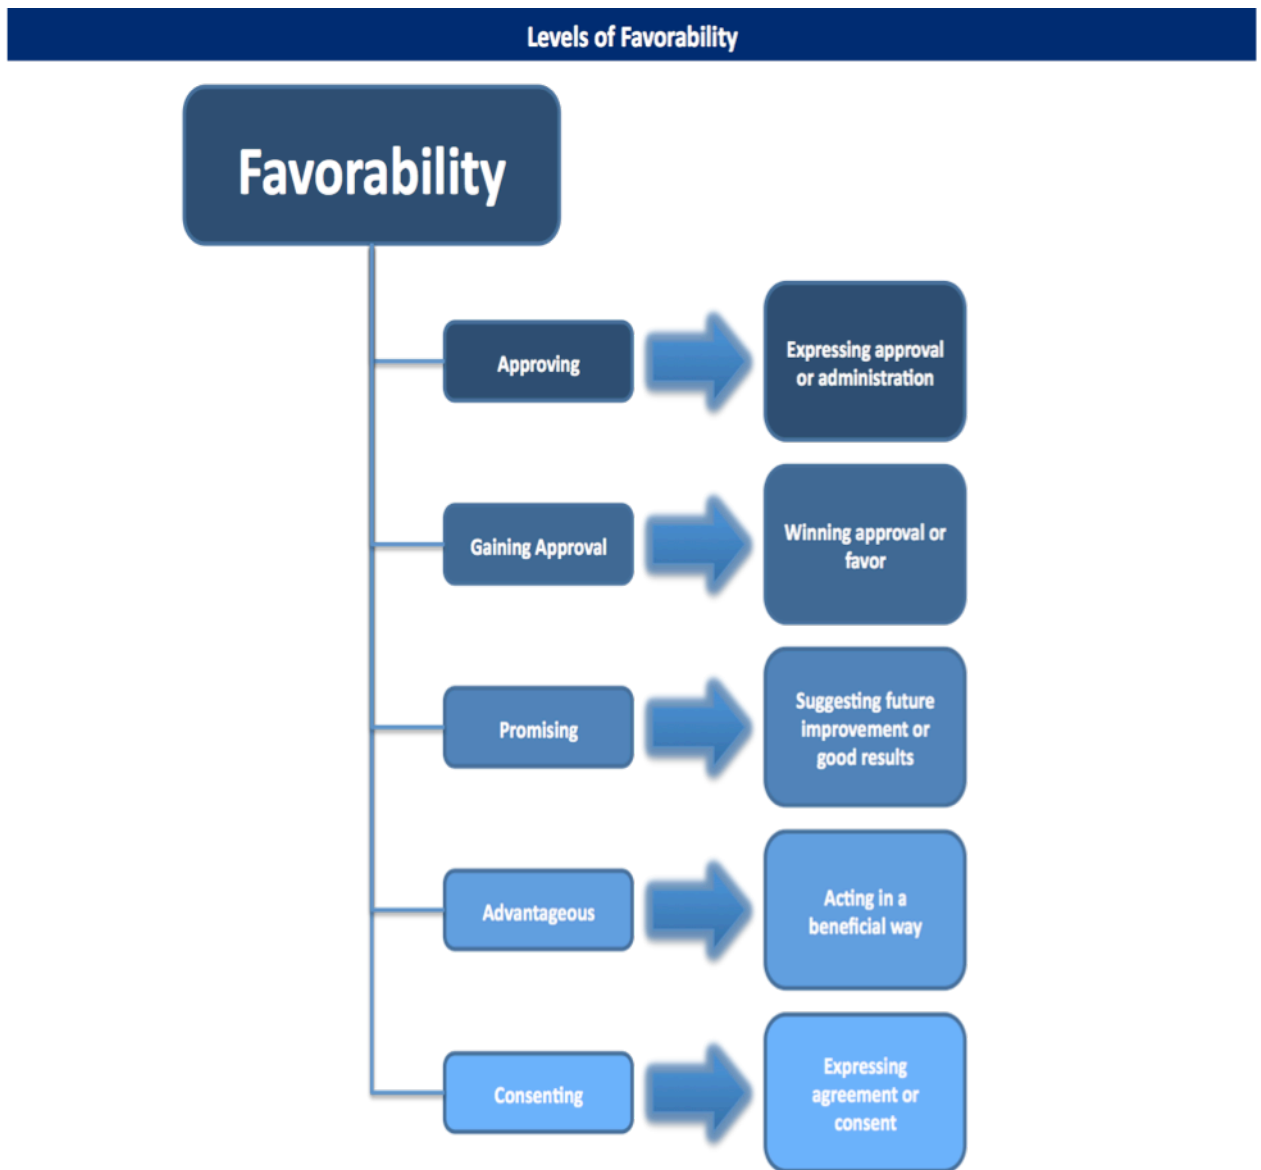 Levels of Favorability
Favorability
Approving
Expressing approval
or administration
Gaining Approval
Winning approval or
favor
Promising
Suggesting future
improvement or
good results
Advantageous
Acting in a
beneficial way
Consenting
Expressing
agreement or
consent